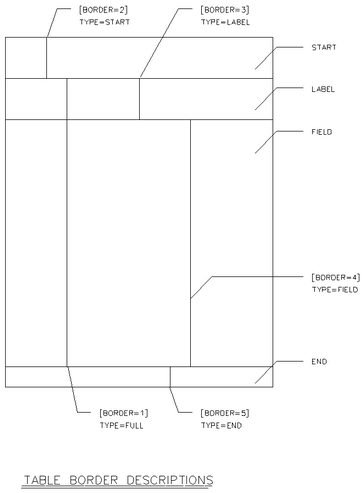 [BORDER=2]
TYPE=START
[BORDER=3]
TYPE=LABEL
START
LABEL
FIELD
[BORDER=4]
TYPE=FIELD
END
[BORDER=1]
TYPE=FULL
[BORDER=5]
TYPE=END
TABLE BORDER DESCRIPTIONS